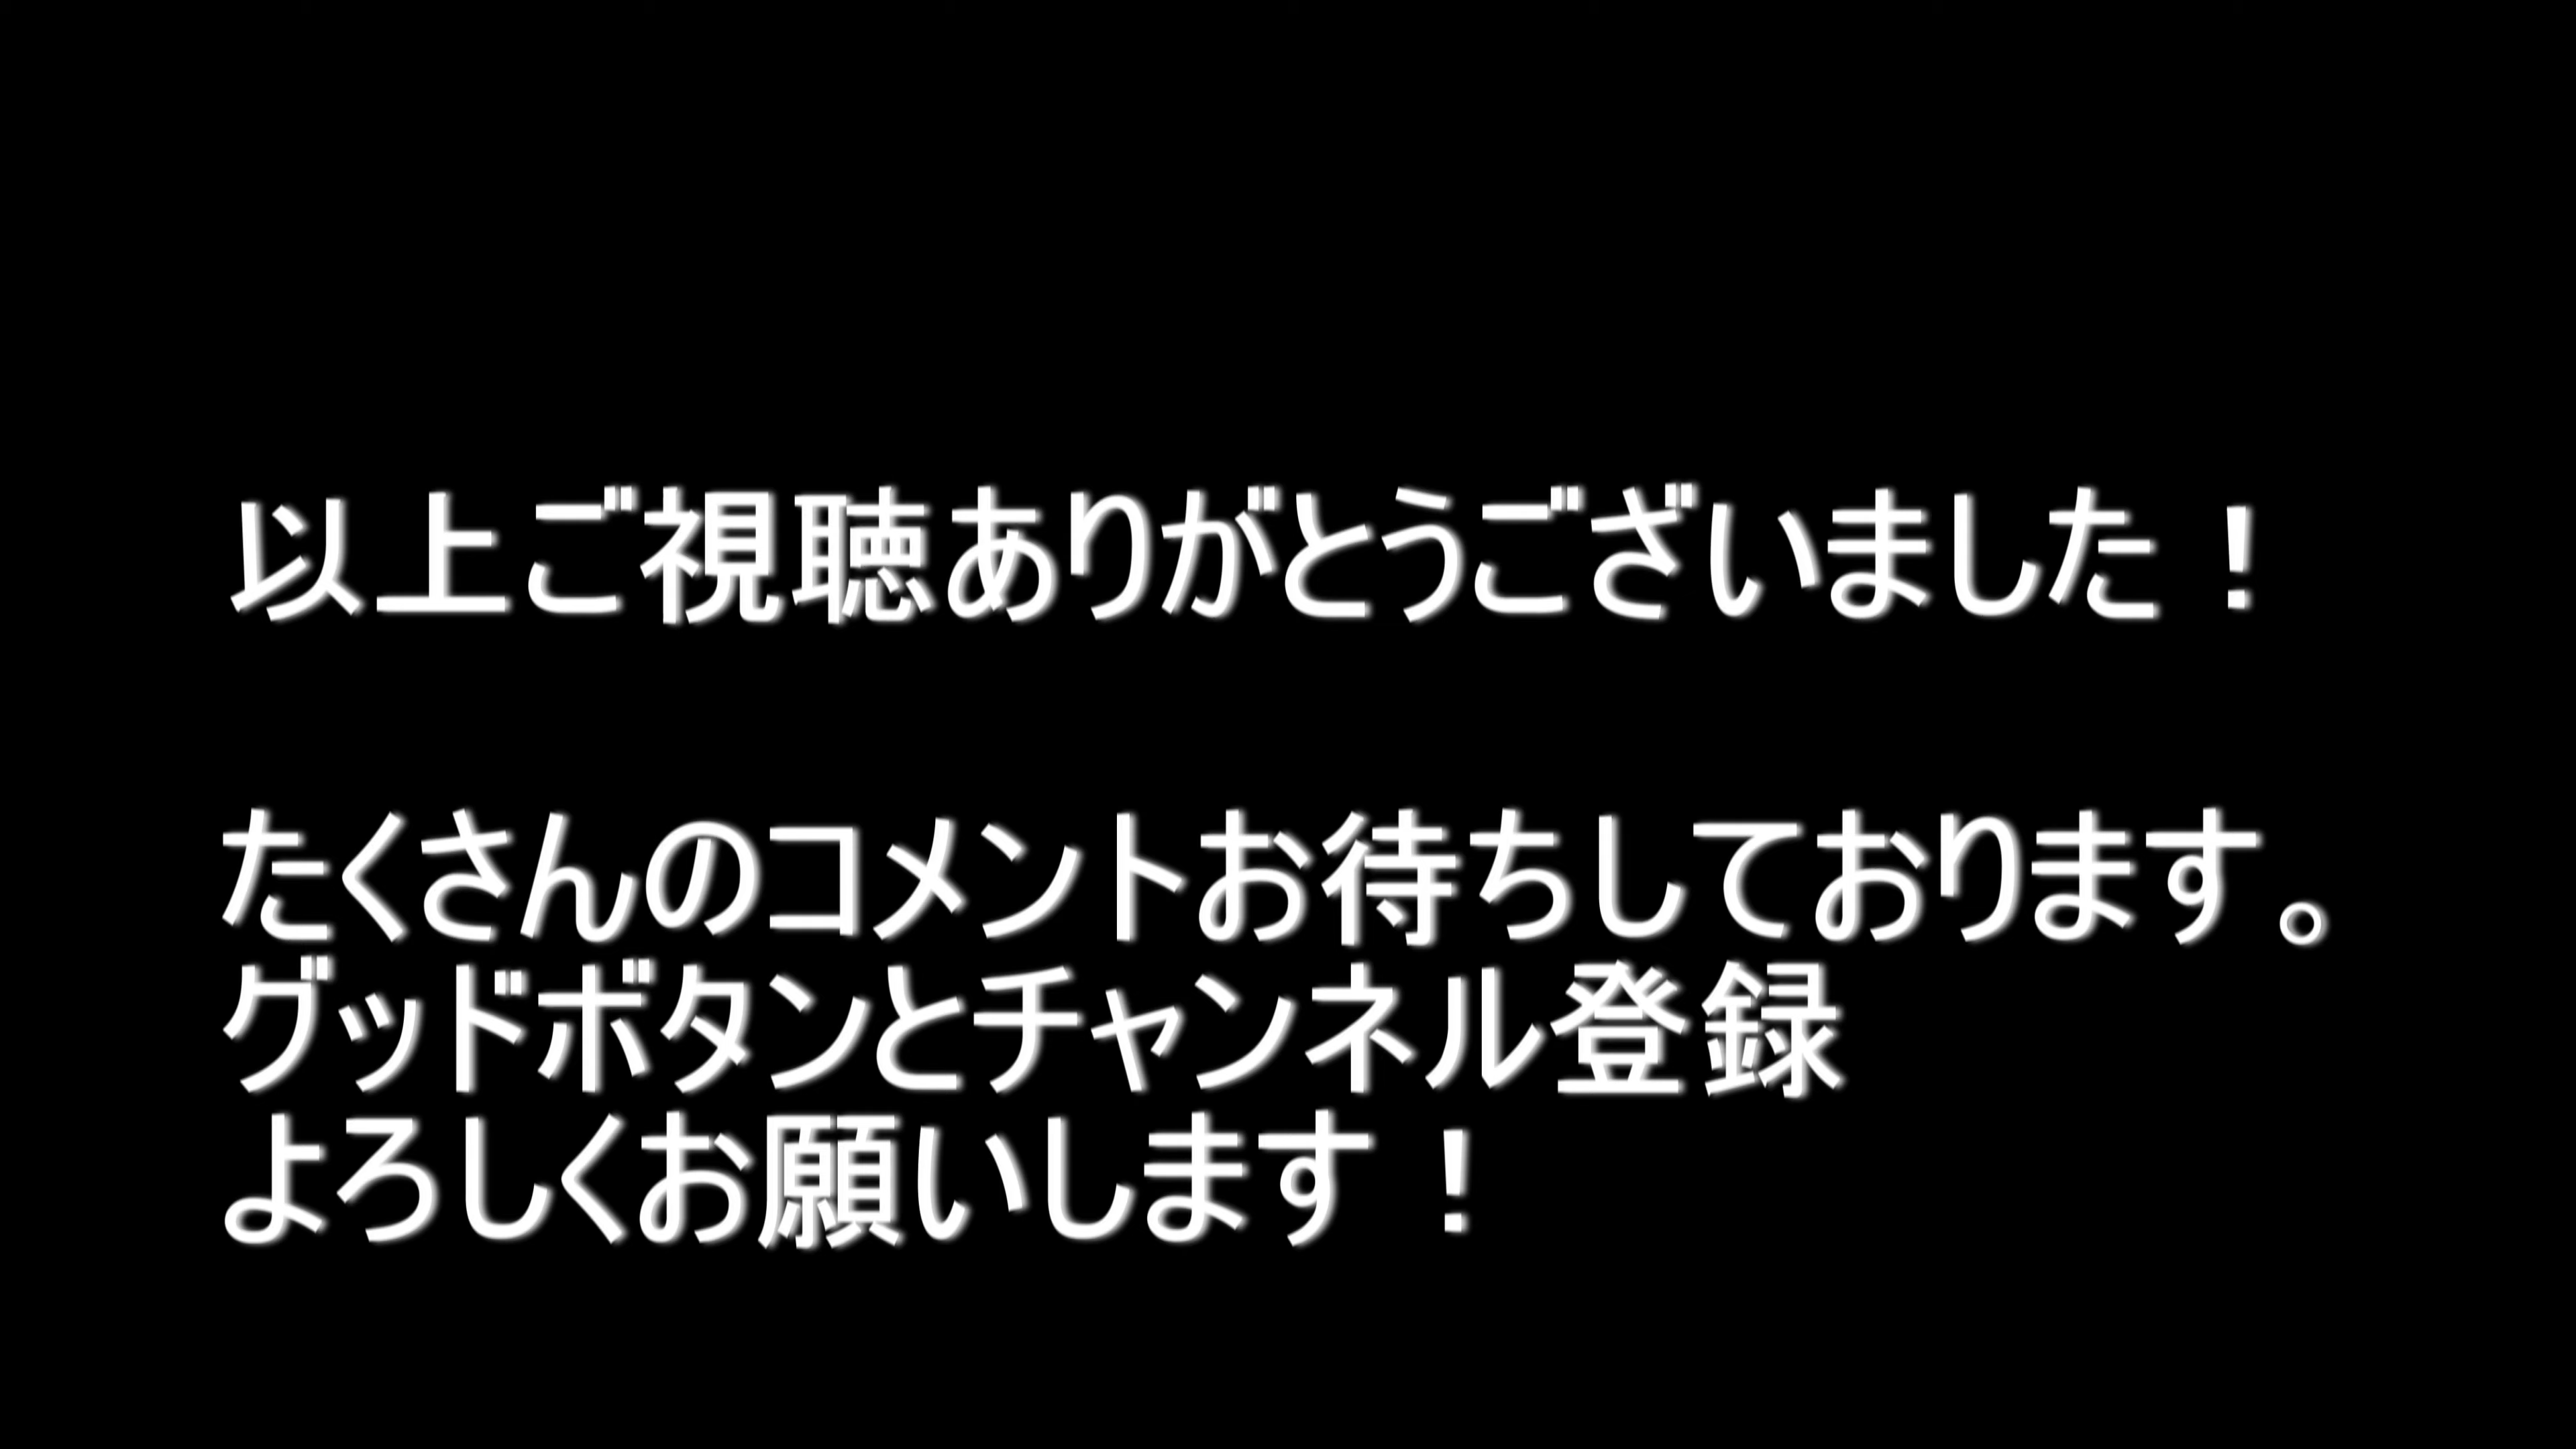 以上ご視聴ありがとうございました！
たくさんのコメントお待ちしております。
グッドボタンとチャンネル登録
よろしくお願いします！